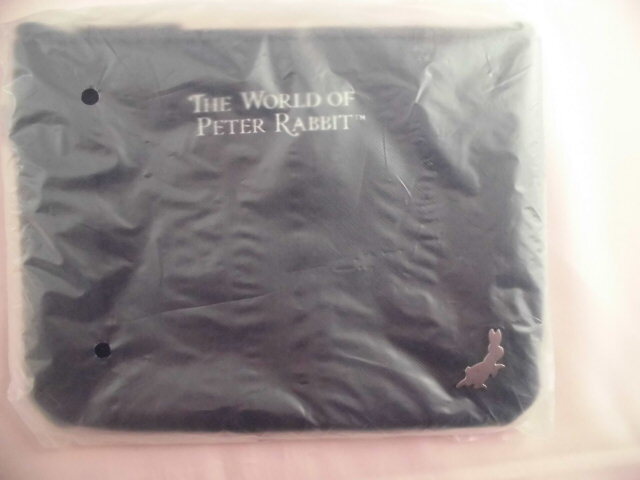 THE WORLD OF
PETER RABBIT™